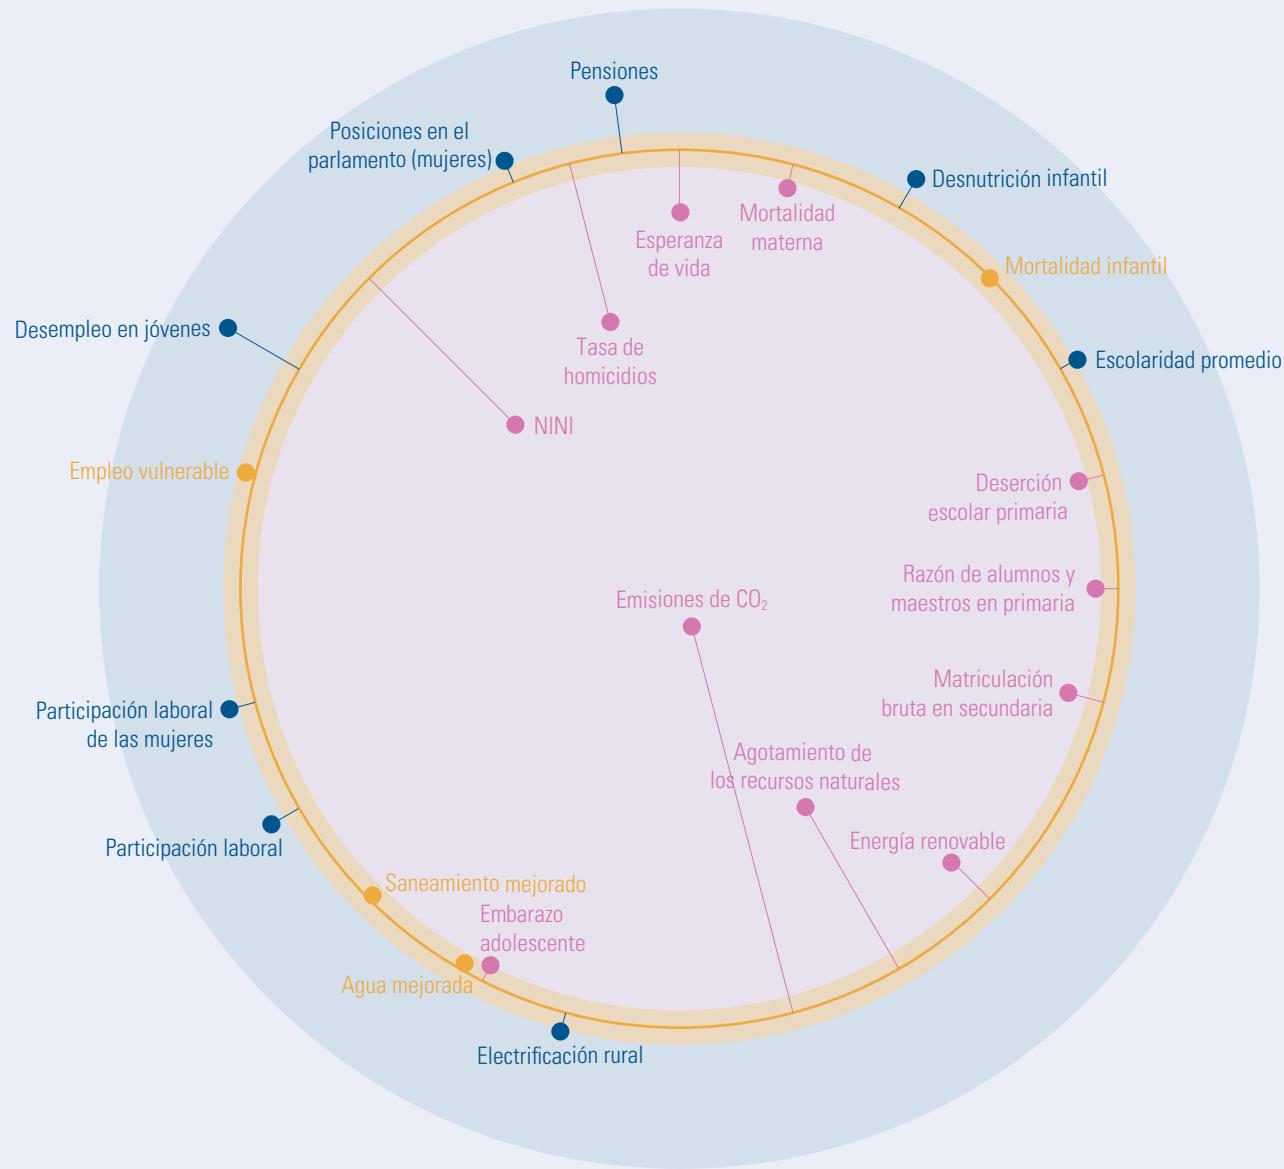 Pensiones
Posiciones en el
parlamento (mujeres)
Desnutrición infantil
Mortalidad
materna
Esperanza
de vida
Mortalidad infantil
Desempleo en jóvenes
Tasa de
homicidios
Escolaridad promedio
NINI
Empleo vulnerable
Deserción
escolar primaria
Razón de alumnos y
maestros en primaria
Emisiones de CO₂
Matriculación
bruta en secundaria
Participación laboral
de las mujeres
Agotamiento de
los recursos naturales
Energía renovable
Participación laboral
Saneamiento mejorado
Embarazo
adolescente
Agua mejorada
Electrificación rural